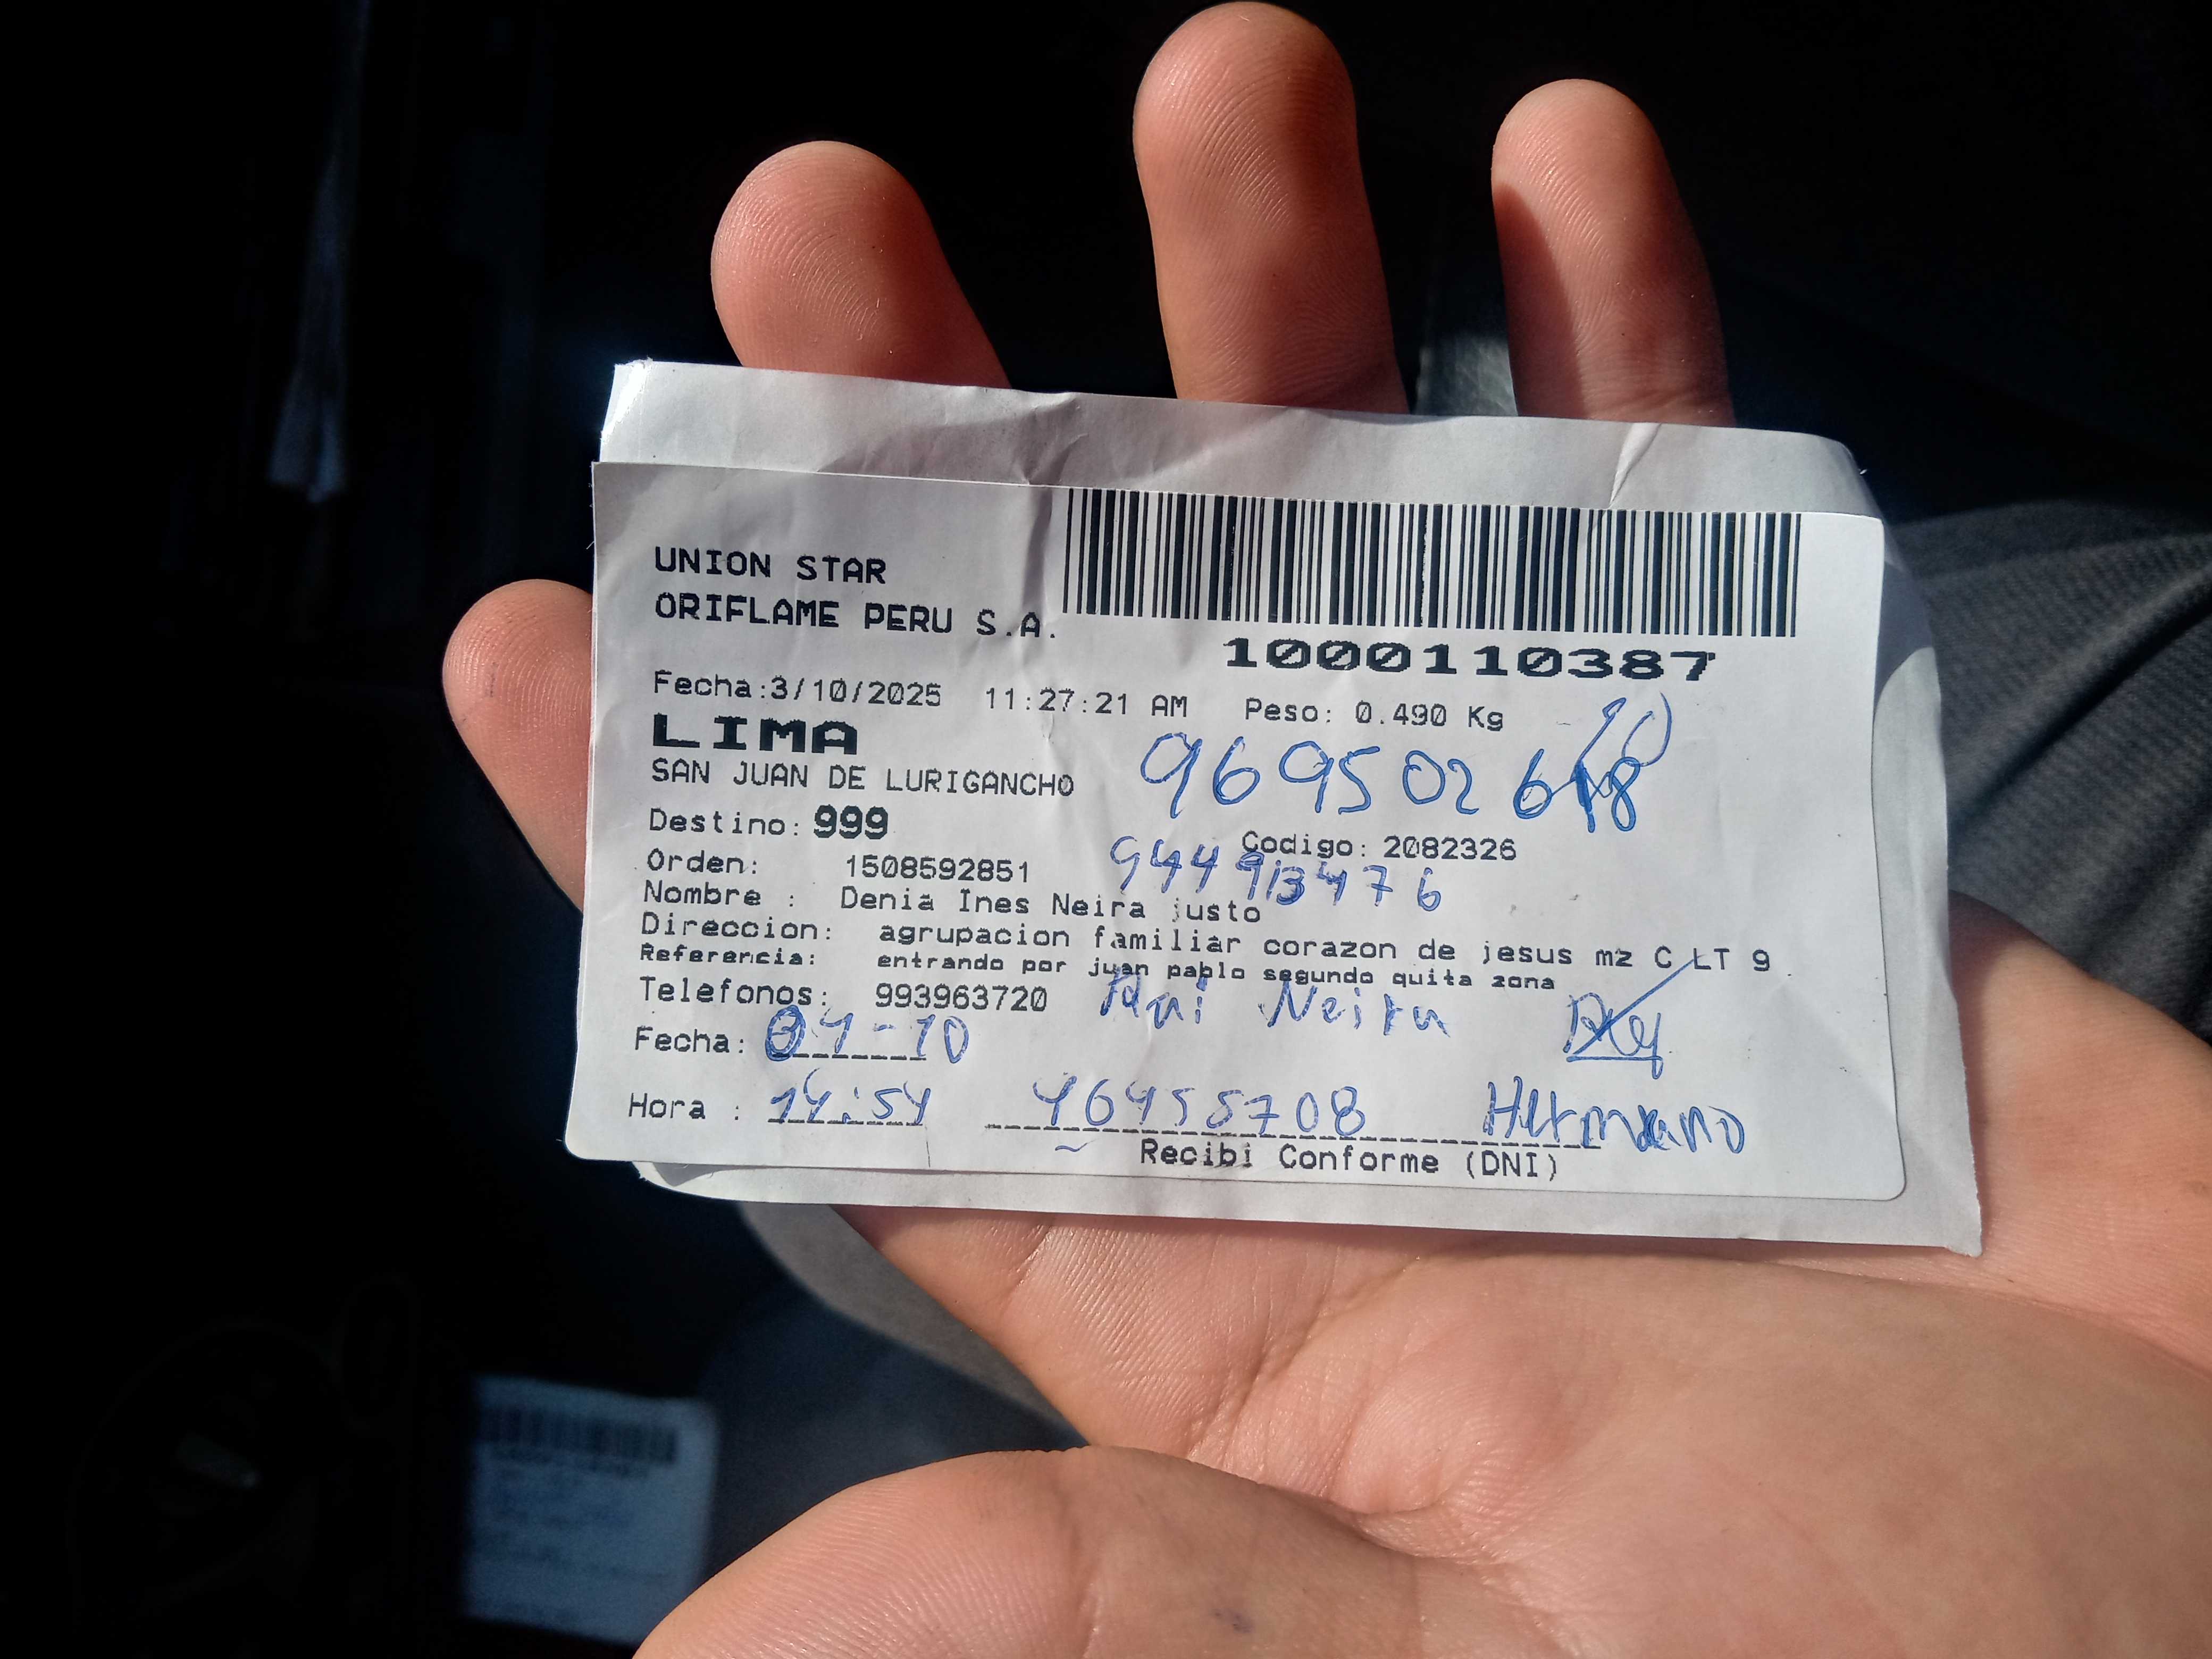 UNION STAR
ORIFLAME PERU S.A.
1000110387
Fecha:3/10/2025 11:27:21 AM Peso: 0.490 Kg
LIMA
SAN JUAN DE LURIGANCHO
Destino: 999
Codigo: 2082326
Orden: 1508592851
Nombre : Denia Ines Neira justo
Direccion: agrupacion familiar corazon de jesus mz C LT 9
Referencia: entrando por juan pablo segundo quita zona
Telefonos: 993963720 Neira
Fecha: 04-10
Hora : 14:54 46455708 Hermano
Recibi Conforme (DNI)